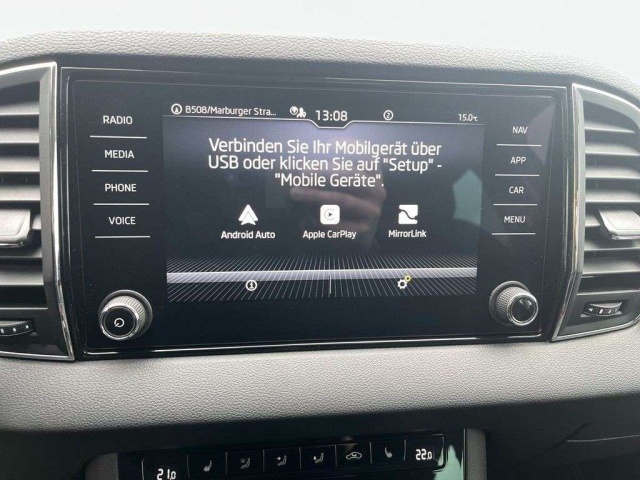 B508/Marburger Stra...
13:08
2
15.0°C
RADIO
MEDIA
PHONE
VOICE
Verbinden Sie Ihr Mobilgerät über
USB oder klicken Sie auf "Setup" -
"Mobile Geräte".
Android Auto
Apple CarPlay
MirrorLink
NAV
APP
CAR
MENU
21.0
22.0